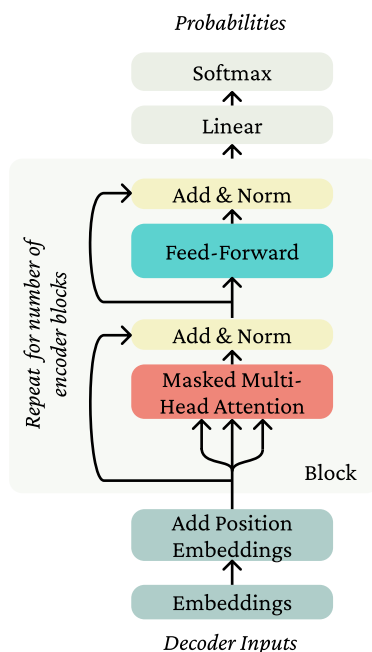 Probabilities
Softmax
Linear
Add & Norm
Feed-Forward
Repeat for number of
encoder blocks
Add & Norm
Masked Multi-
Head Attention
Block
Add Position
Embeddings
Embeddings
Decoder Inputs